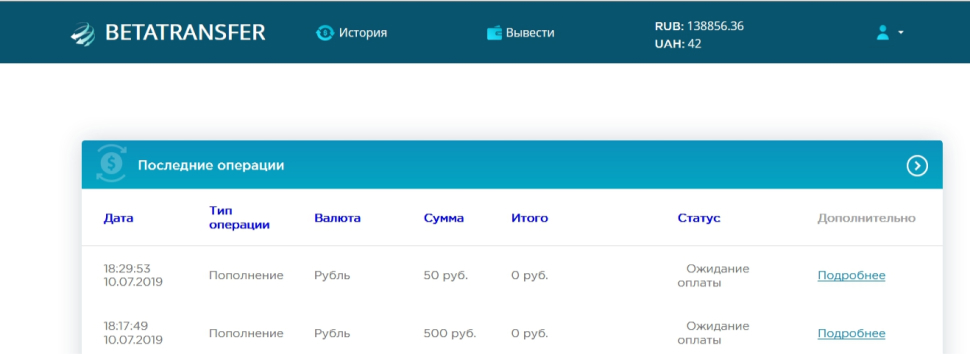 BETATRANSFER
История
Вывести
RUB: 138856.36
UAH: 42
Последние операции
Дата
Тип
операции
Валюта
Сумма
Итого
Статус
Дополнительно
18:29:53
10.07.2019
Пополнение
Рубль
50 руб.
0 руб.
Ожидание
оплаты
Подробнее
18:17:49
10.07.2019
Пополнение
Рубль
500 руб.
0 руб.
Ожидание
оплаты
Подробнее